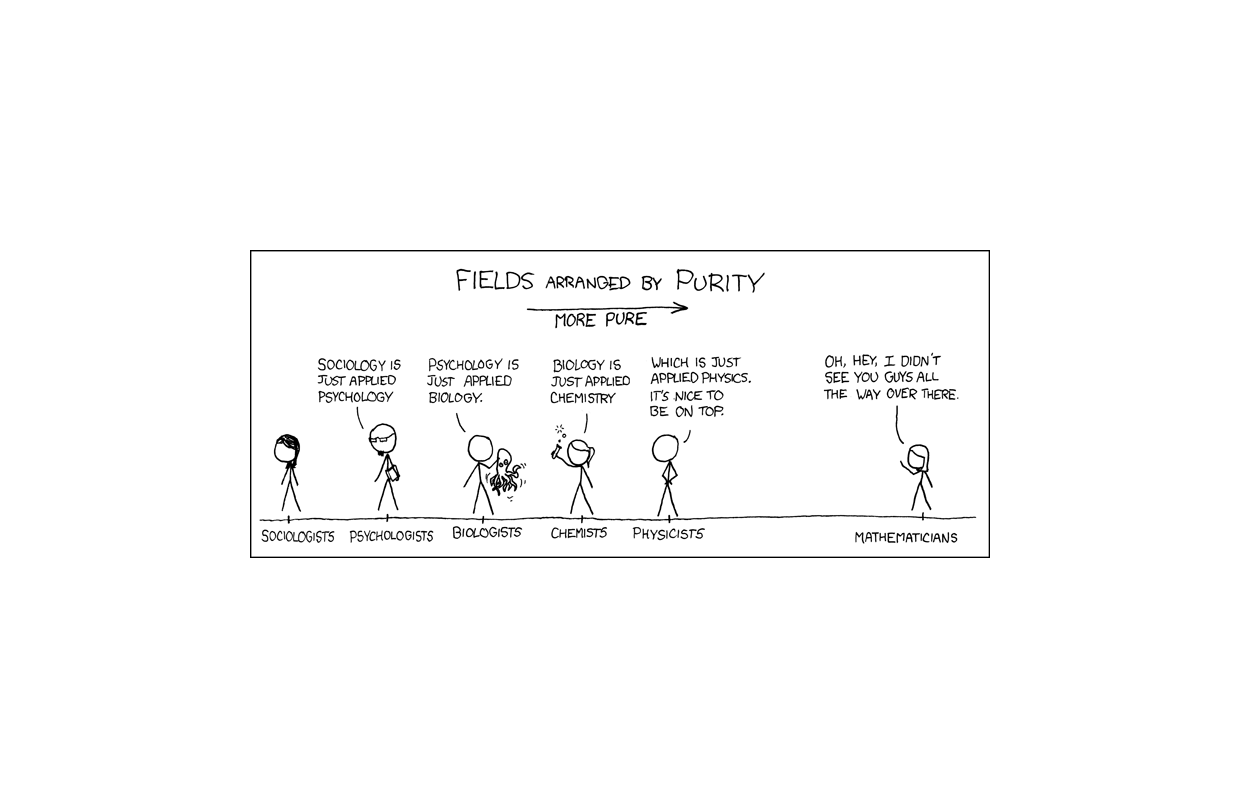 FIELDS ARRANGED BY PURITY
MORE PURE
SOCIOLOGY IS
JUST APPLIED
PSYCHOLOGY
PSYCHOLOGY IS
JUST APPLIED
BIOLOGY.
BIOLOGY IS
JUST APPLIED
CHEMISTRY
WHICH IS JUST
APPLIED PHYSICS.
IT'S NICE TO
BE ON TOP.
OH, HEY, I DIDN'T
SEE YOU GUYS ALL
THE WAY OVER THERE.
SOCIOLOGISTS
PSYCHOLOGISTS
BIOLOGISTS
CHEMISTS
PHYSICISTS
MATHEMATICIANS